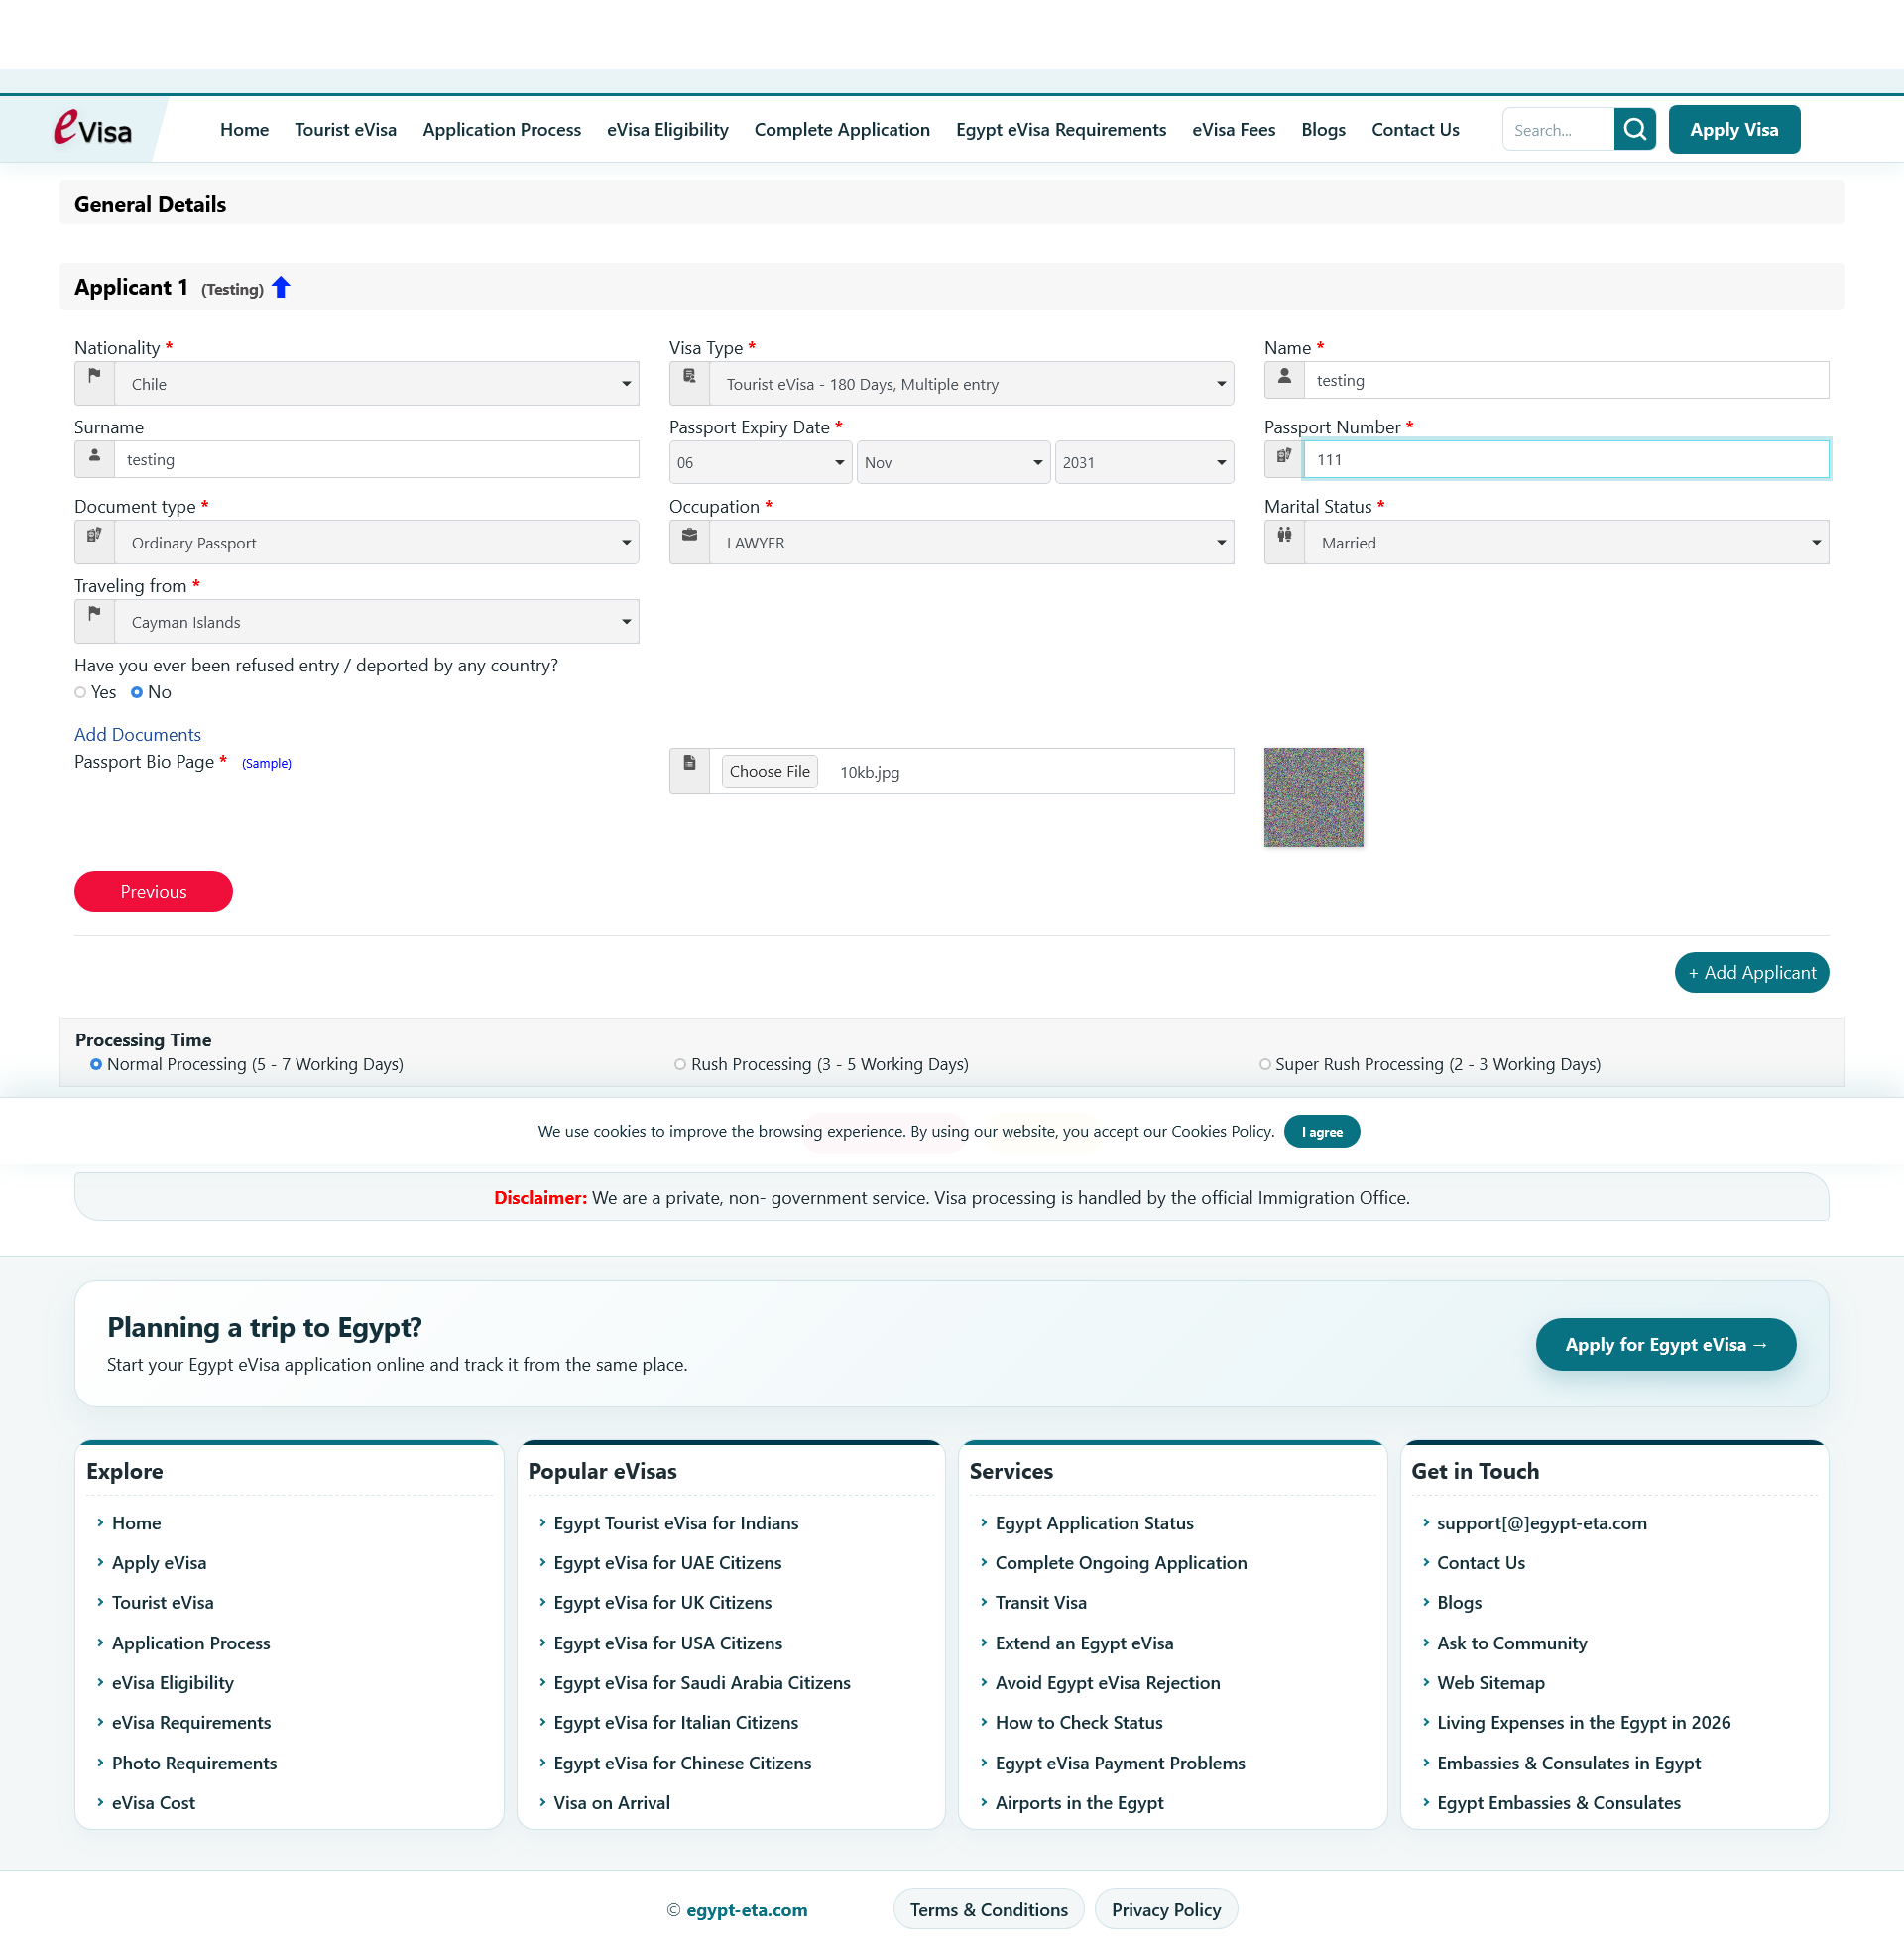 eVisa
Home Tourist eVisa Application Process eVisa Eligibility Complete Application Egypt eVisa Requirements eVisa Fees Blogs Contact Us Search... Apply Visa
General Details
Applicant 1 (Testing)
Nationality * Visa Type * Name *
Chile Tourist eVisa - 180 Days, Multiple entry testing
Surname Passport Expiry Date * Passport Number *
testing 06 Nov 2031 111
Document type * Occupation * Marital Status *
Ordinary Passport LAWYER Married
Traveling from *
Cayman Islands
Have you ever been refused entry / deported by any country?
Yes No
Add Documents
Passport Bio Page * (Sample) Choose File 10kb.jpg
Previous
+ Add Applicant
Processing Time
Normal Processing (5 - 7 Working Days) Rush Processing (3 - 5 Working Days) Super Rush Processing (2 - 3 Working Days)
We use cookies to improve the browsing experience. By using our website, you accept our Cookies Policy. I agree
Disclaimer: We are a private, non- government service. Visa processing is handled by the official Immigration Office.
Planning a trip to Egypt?
Start your Egypt eVisa application online and track it from the same place.
Apply for Egypt eVisa →
Explore
Home
Apply eVisa
Tourist eVisa
Application Process
eVisa Eligibility
eVisa Requirements
Photo Requirements
eVisa Cost
Popular eVisas
Egypt Tourist eVisa for Indians
Egypt eVisa for UAE Citizens
Egypt eVisa for UK Citizens
Egypt eVisa for USA Citizens
Egypt eVisa for Saudi Arabia Citizens
Egypt eVisa for Italian Citizens
Egypt eVisa for Chinese Citizens
Visa on Arrival
Services
Egypt Application Status
Complete Ongoing Application
Transit Visa
Extend an Egypt eVisa
Avoid Egypt eVisa Rejection
How to Check Status
Egypt eVisa Payment Problems
Airports in the Egypt
Get in Touch
support[@]egypt-eta.com
Contact Us
Blogs
Ask to Community
Web Sitemap
Living Expenses in the Egypt in 2026
Embassies & Consulates in Egypt
Egypt Embassies & Consulates
© egypt-eta.com Terms & Conditions Privacy Policy